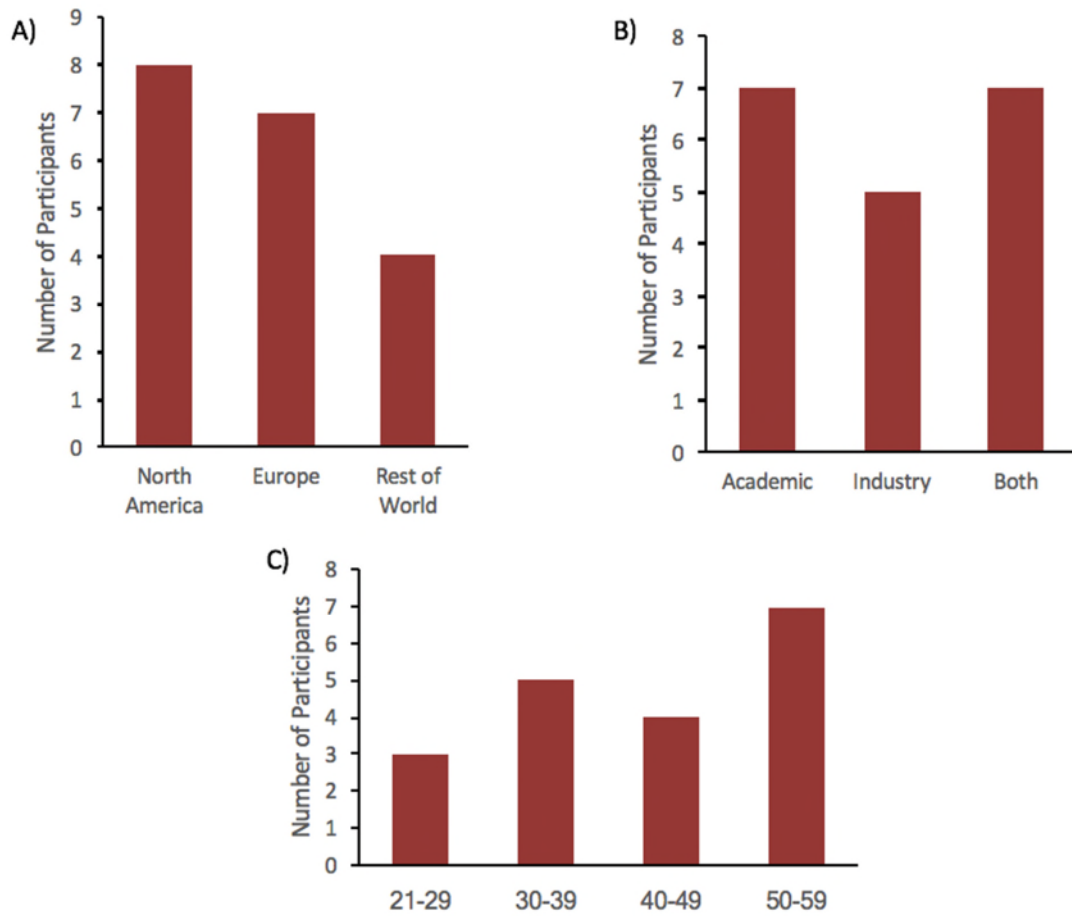 A)
Number of Participants
9
8
7
6
5
4
3
2
1
0
North
America
Europe
Rest of
World
B)
Number of Participants
8
7
6
5
4
3
2
1
0
Academic
Industry
Both
C)
Number of Participants
8
7
6
5
4
3
2
1
0
21-29
30-39
40-49
50-59